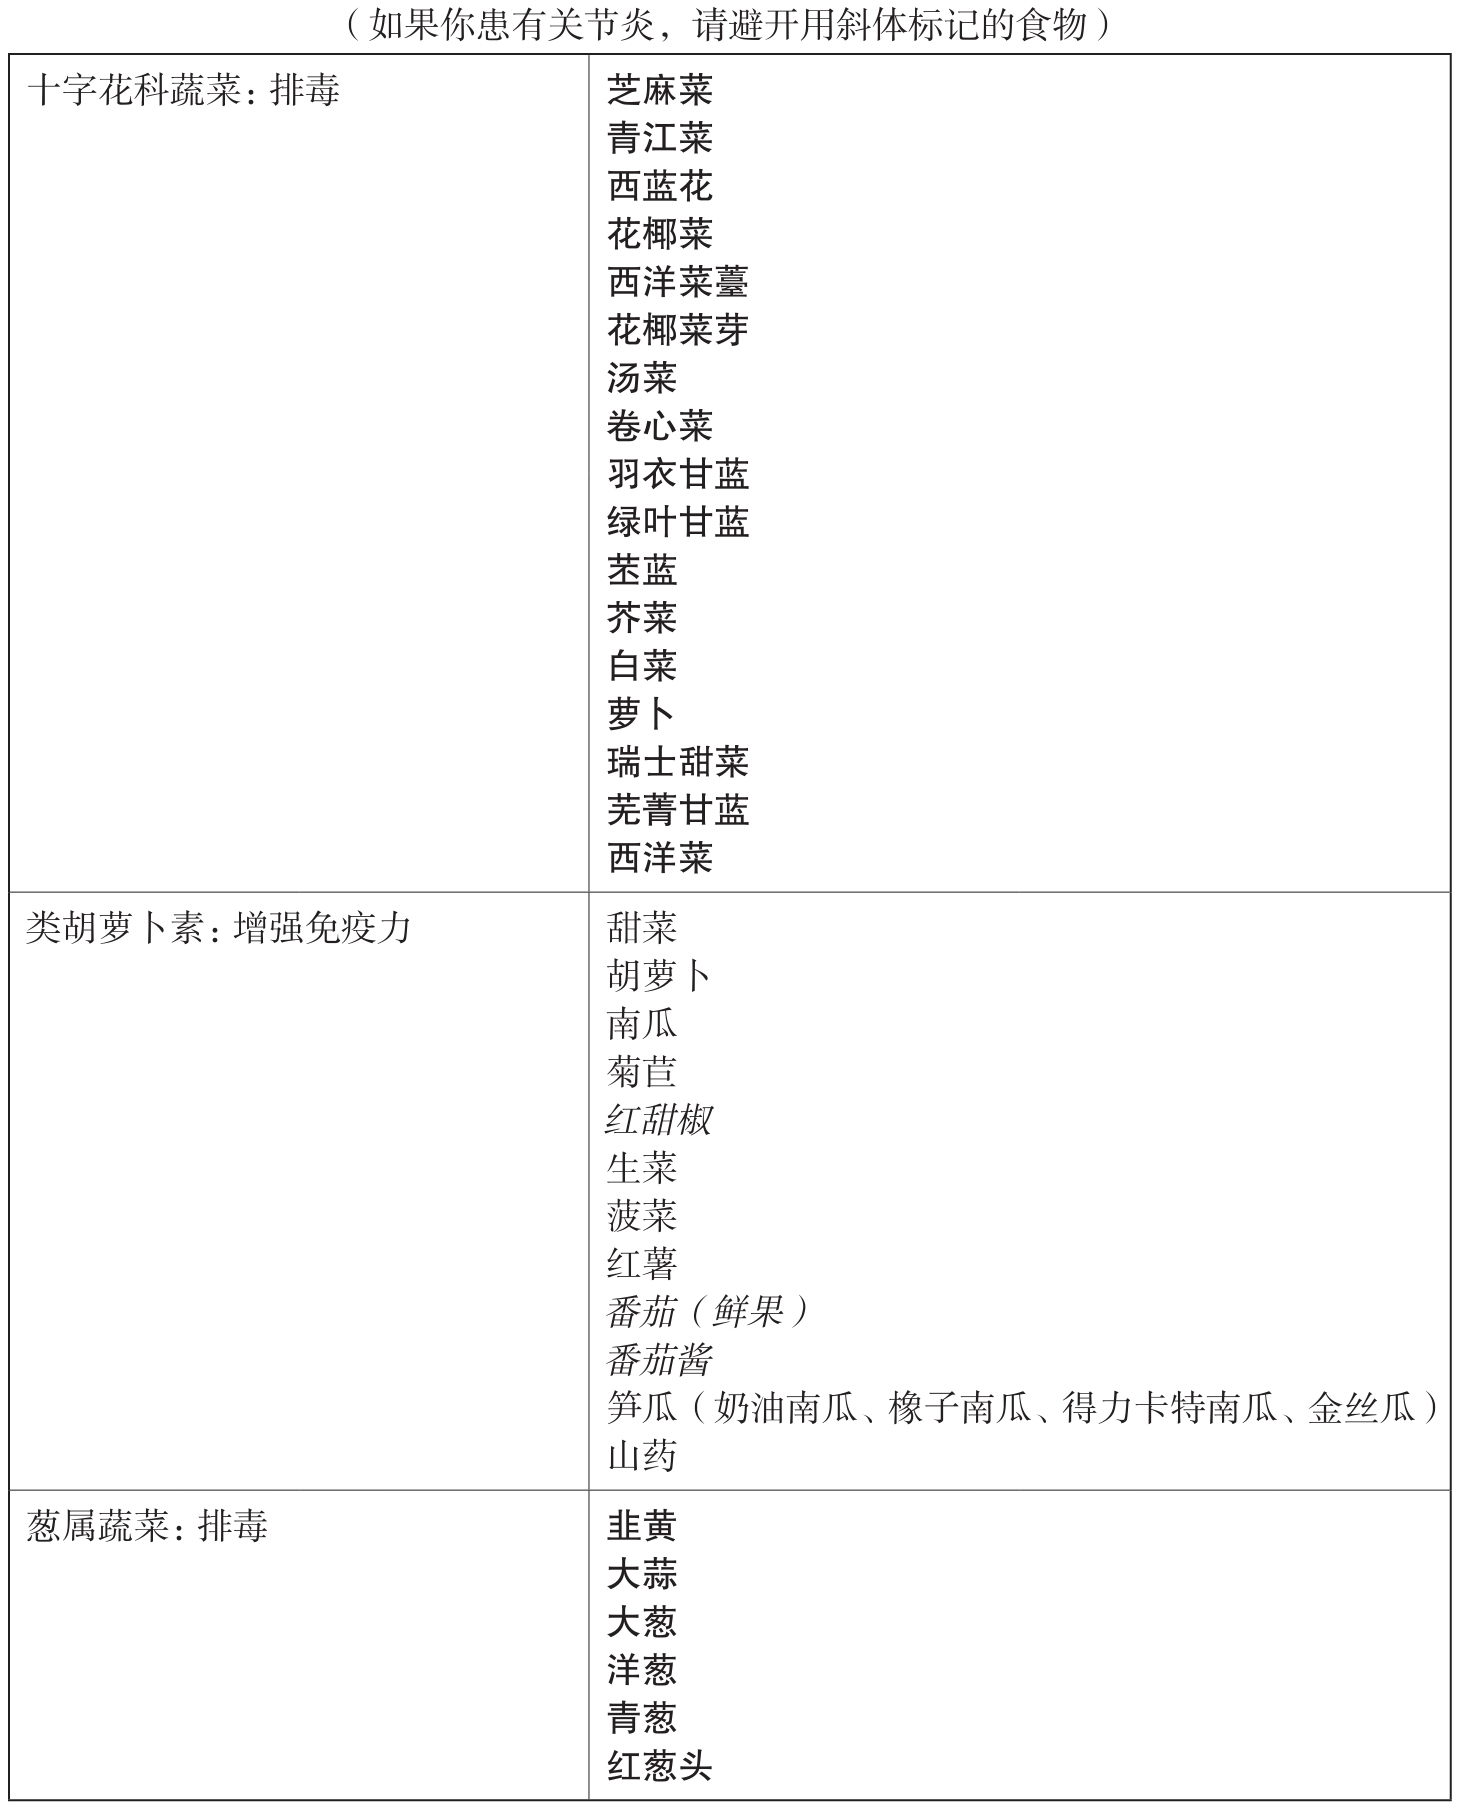 （如果你患有关节炎，请避开用斜体标记的食物）
十字花科蔬菜：排毒
芝麻菜
青江菜
西蓝花
花椰菜
西洋菜薹
花椰菜芽
汤菜
卷心菜
羽衣甘蓝
绿叶甘蓝
苤蓝
芥菜
白菜
萝卜
瑞士甜菜
芜菁甘蓝
西洋菜
类胡萝卜素：增强免疫力
甜菜
胡萝卜
南瓜
菊苣
红甜椒
生菜
菠菜
红薯
番茄（鲜果）
番茄酱
笋瓜（奶油南瓜、橡子南瓜、得力卡特南瓜、金丝瓜）
山药
葱属蔬菜：排毒
韭黄
大蒜
大葱
洋葱
青葱
红葱头